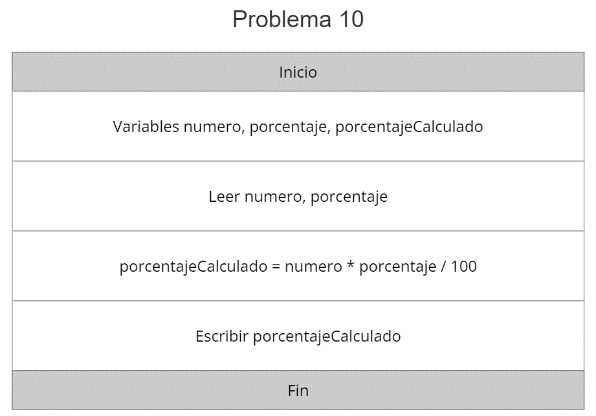 Problema 10
Inicio
Variables numero, porcentaje, porcentajeCalculado
Leer numero, porcentaje
porcentajeCalculado = numero * porcentaje / 100
Escribir porcentajeCalculado
Fin